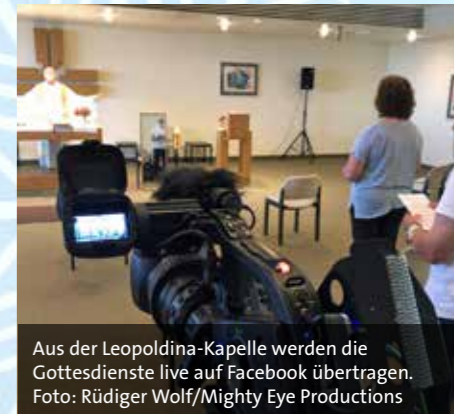 Aus der Leopoldina-Kapelle werden die
Gottesdienste live auf Facebook übertragen.
Foto: Rüdiger Wolf/Mighty Eye Productions